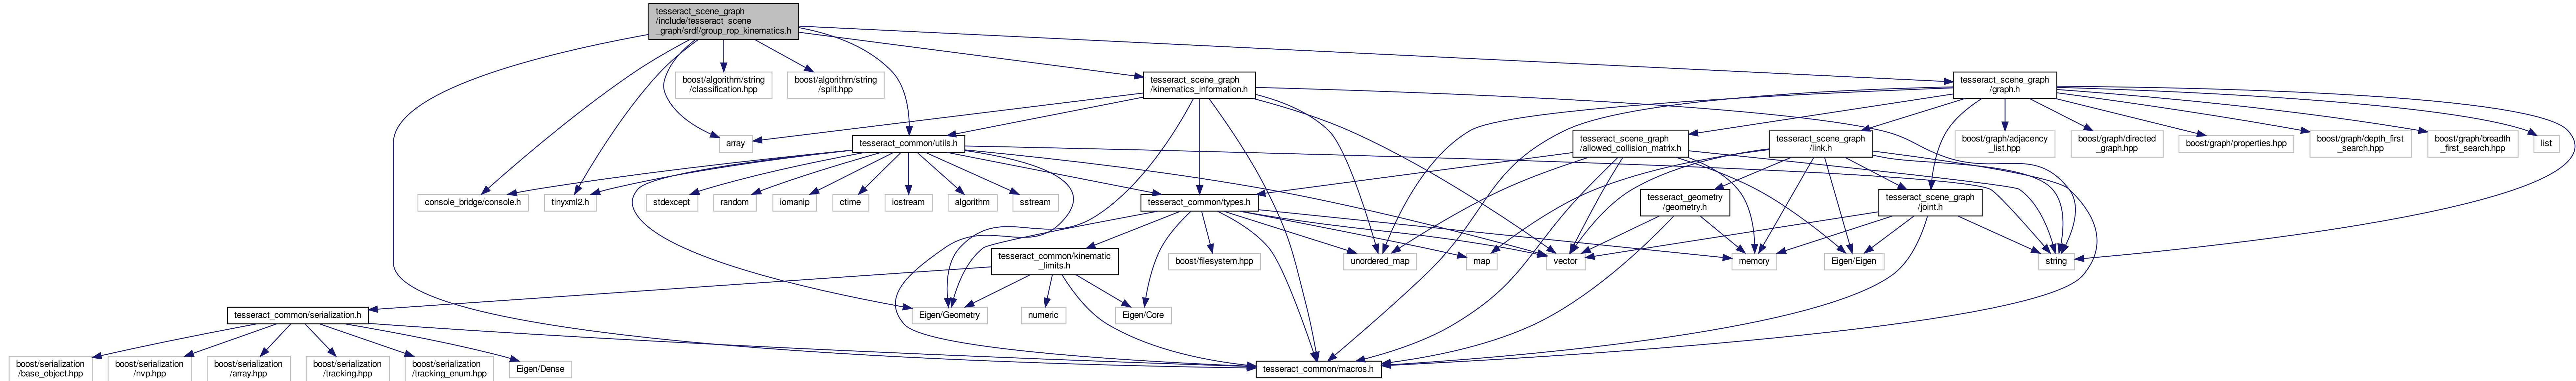 tesseract_scene_graph
/include/tesseract_scene
_graph/srdf/group_rop_kinematics.h
boost/algorithm/string
/classification.hpp
boost/algorithm/string
/split.hpp
tesseract_scene_graph
/kinematics_information.h
tesseract_scene_graph
/graph.h
array
tesseract_common/utils.h
tesseract_scene_graph
/allowed_collision_matrix.h
tesseract_scene_graph
/link.h
boost/graph/adjacency
_list.hpp
boost/graph/directed
_graph.hpp
boost/graph/properties.hpp
boost/graph/depth_first
_search.hpp
boost/graph/breadth
_first_search.hpp
list
console_bridge/console.h
tinyxml2.h
stdexcept
random
iomanip
ctime
iostream
algorithm
sstream
tesseract_common/types.h
tesseract_geometry
/geometry.h
tesseract_scene_graph
/joint.h
tesseract_common/kinematic
_limits.h
boost/filesystem.hpp
unordered_map
map
vector
memory
Eigen/Eigen
string
tesseract_common/serialization.h
Eigen/Geometry
numeric
Eigen/Core
boost/serialization
/base_object.hpp
boost/serialization
/nvp.hpp
boost/serialization
/array.hpp
boost/serialization
/tracking.hpp
boost/serialization
/tracking_enum.hpp
Eigen/Dense
tesseract_common/macros.h